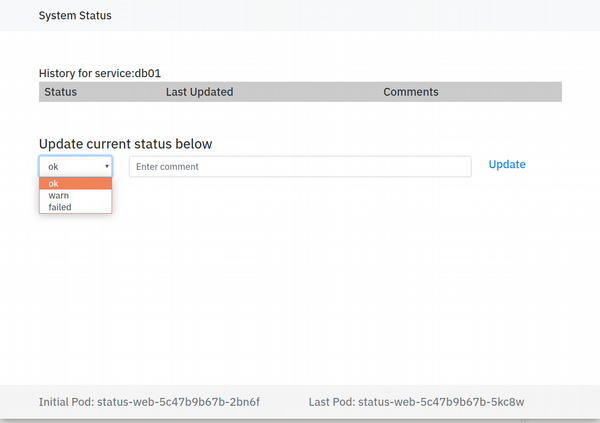 System Status
History for service:db01
Status Last Updated Comments
Update current status below
ok Enter comment Update
ok
warn
failed
Initial Pod: status-web-5c47b9b67b-2bn6f Last Pod: status-web-5c47b9b67b-5kc8w